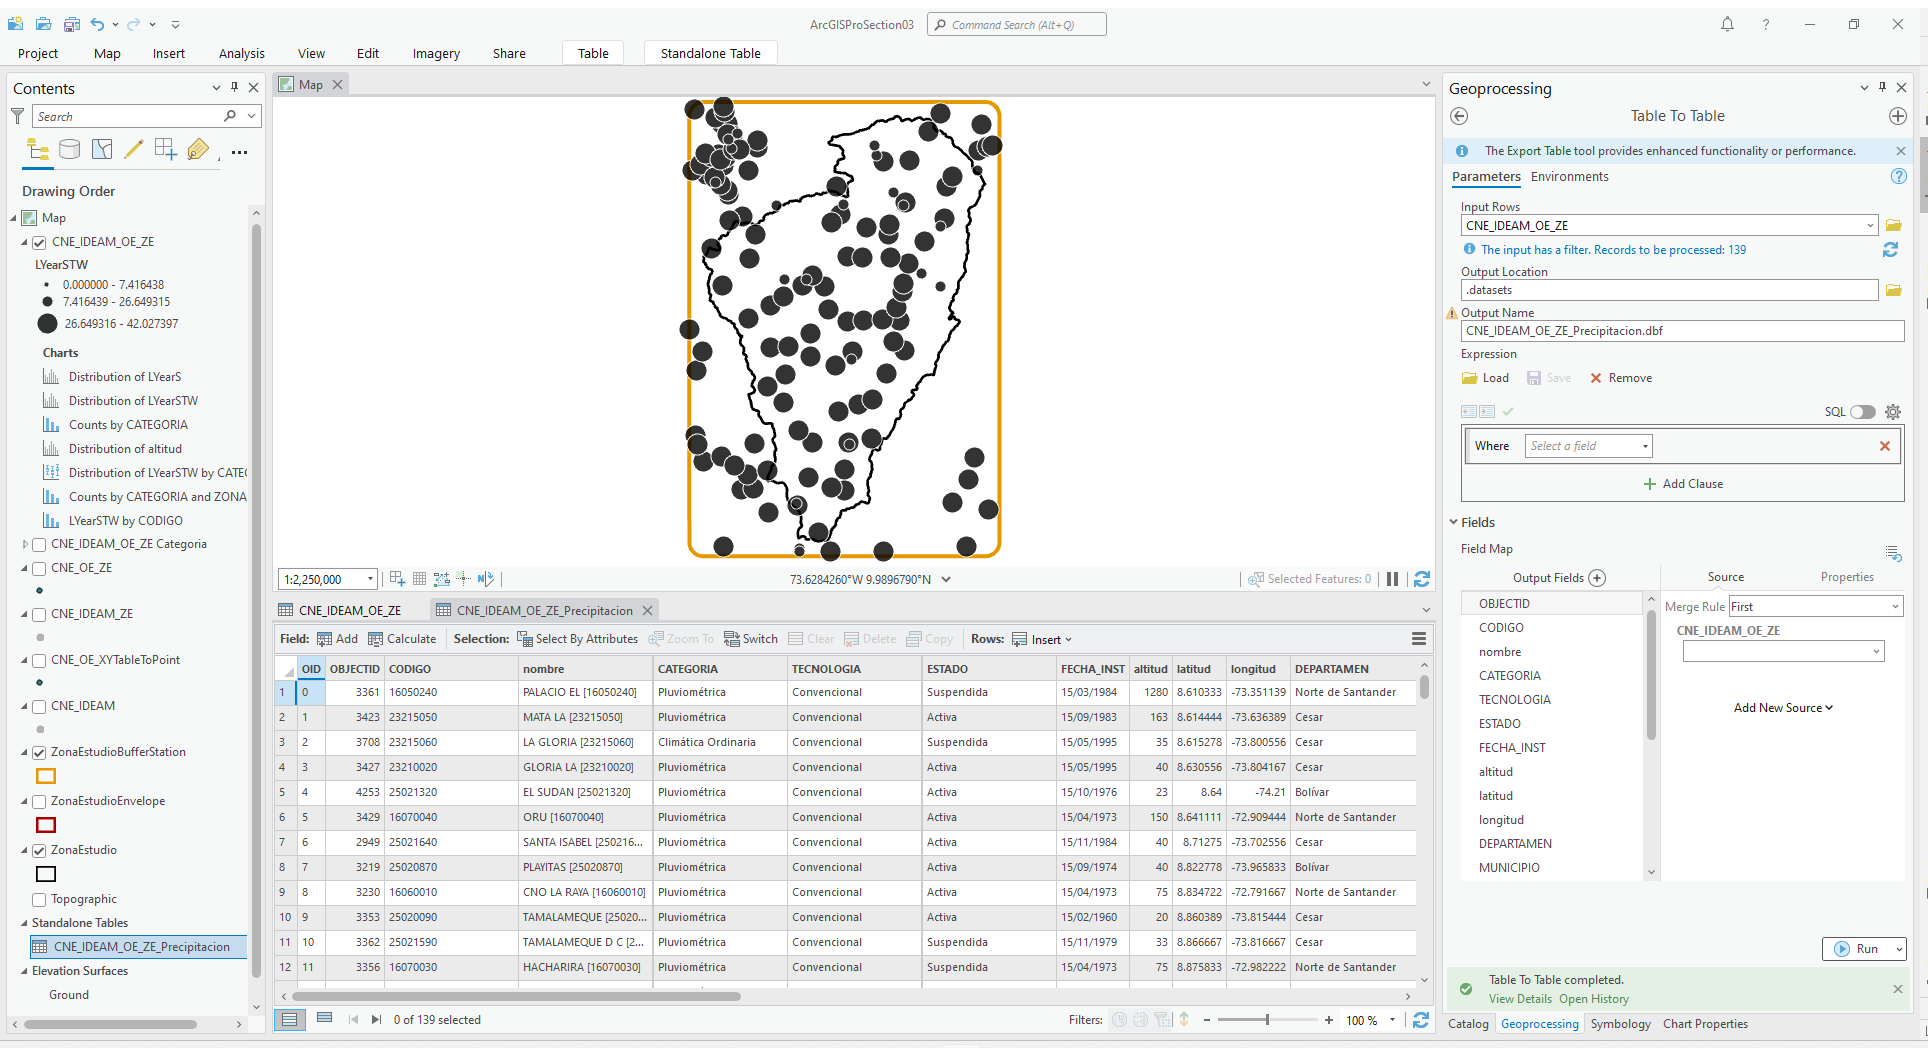 ArcGISProSection03
Command Search (Alt+Q)
Project Map Insert Analysis View Edit Imagery Share Table Standalone Table
Contents
Search
Drawing Order
Map
CNE_IDEAM_OE_ZE
LYearSTW
0.000000 - 7.416438
7.416439 - 26.649315
26.649316 - 42.027397
Charts
Distribution of LYearS
Distribution of LYearSTW
Counts by CATEGORIA
Distribution of altitud
Distribution of LYearSTW by CATE
Counts by CATEGORIA and ZONA
LYearSTW by CODIGO
CNE_IDEAM_OE_ZE Categoria
CNE_OE_ZE
CNE_IDEAM_ZE
CNE_OE_XYTableToPoint
CNE_IDEAM
ZonaEstudioBufferStation
ZonaEstudioEnvelope
ZonaEstudio
Topographic
Standalone Tables
CNE_IDEAM_OE_ZE_Precipitacion
Elevation Surfaces
Ground
Map
1:2,250,000
73.6284260°W 9.9896790°N
Selected Features: 0
CNE_IDEAM_OE_ZE CNE_IDEAM_OE_ZE_Precipitacion
Field: Add Calculate Selection: Select By Attributes Zoom To Switch Clear Delete Copy Rows: Insert
OID OBJECTID CODIGO nombre CATEGORIA TECNOLOGIA ESTADO FECHA_INST altitud latitud longitud DEPARTAMEN
1 0 3361 16050240 PALACIO EL [16050240] Pluviométrica Convencional Suspendida 15/03/1984 1280 8.610333 -73.351139 Norte de Santander
2 1 3423 23215050 MATA LA [23215050] Pluviométrica Convencional Activa 15/09/1983 163 8.614444 -73.636389 Cesar
3 2 3708 23215060 LA GLORIA [23215060] Climática Ordinaria Convencional Suspendida 15/05/1995 35 8.615278 -73.800556 Cesar
4 3 3427 23210020 GLORIA LA [23210020] Pluviométrica Convencional Activa 15/05/1995 40 8.630556 -73.804167 Cesar
5 4 4253 25021320 EL SUDAN [25021320] Pluviométrica Convencional Activa 15/10/1976 23 8.64 -74.21 Bolívar
6 5 3429 16070040 ORU [16070040] Pluviométrica Convencional Activa 15/04/1973 150 8.641111 -72.909444 Norte de Santander
7 6 2949 25021640 SANTA ISABEL [250216... Pluviométrica Convencional Activa 15/11/1984 40 8.71275 -73.702556 Cesar
8 7 3219 25020870 PLAYITAS [25020870] Pluviométrica Convencional Activa 15/09/1974 40 8.822778 -73.965833 Bolívar
9 8 3230 16060010 CNO LA RAYA [16060010] Pluviométrica Convencional Activa 15/04/1973 75 8.834722 -72.791667 Norte de Santander
10 9 3353 25020090 TAMALAMEQUE [25020... Pluviométrica Convencional Activa 15/02/1960 20 8.860389 -73.815444 Cesar
11 10 3362 25021590 TAMALAMEQUE D C [2... Pluviométrica Convencional Suspendida 15/11/1979 33 8.866667 -73.816667 Cesar
12 11 3356 16070030 HACHARIRA [16070030] Pluviométrica Convencional Suspendida 15/04/1973 75 8.875833 -72.982222 Norte de Santander
0 of 139 selected
Filters:
100 %
Geoprocessing
Table To Table
The Export Table tool provides enhanced functionality or performance.
Parameters Environments
Input Rows
CNE_IDEAM_OE_ZE
The input has a filter. Records to be processed: 139
Output Location
.datasets
Output Name
CNE_IDEAM_OE_ZE_Precipitacion.dbf
Expression
Load Save Remove
SQL
Where Select a field
Add Clause
Fields
Field Map
Output Fields
Source Properties
OBJECTID
CODIGO
nombre
CATEGORIA
TECNOLOGIA
ESTADO
FECHA_INST
altitud
latitud
longitud
DEPARTAMEN
MUNICIPIO
Merge Rule First
CNE_IDEAM_OE_ZE
Add New Source
Run
Table To Table completed.
View Details Open History
Catalog Geoprocessing Symbology Chart Properties